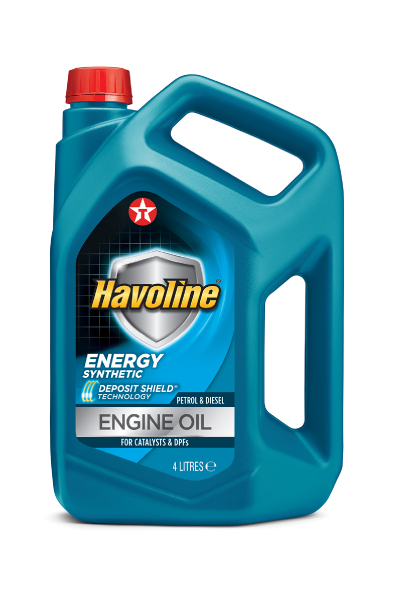 T
Havoline
ENERGY
SYNTHETIC
DEPOSIT SHIELD®
TECHNOLOGY
PETROL & DIESEL
ENGINE OIL
FOR CATALYSTS & DPFs
4 LITRES ℮